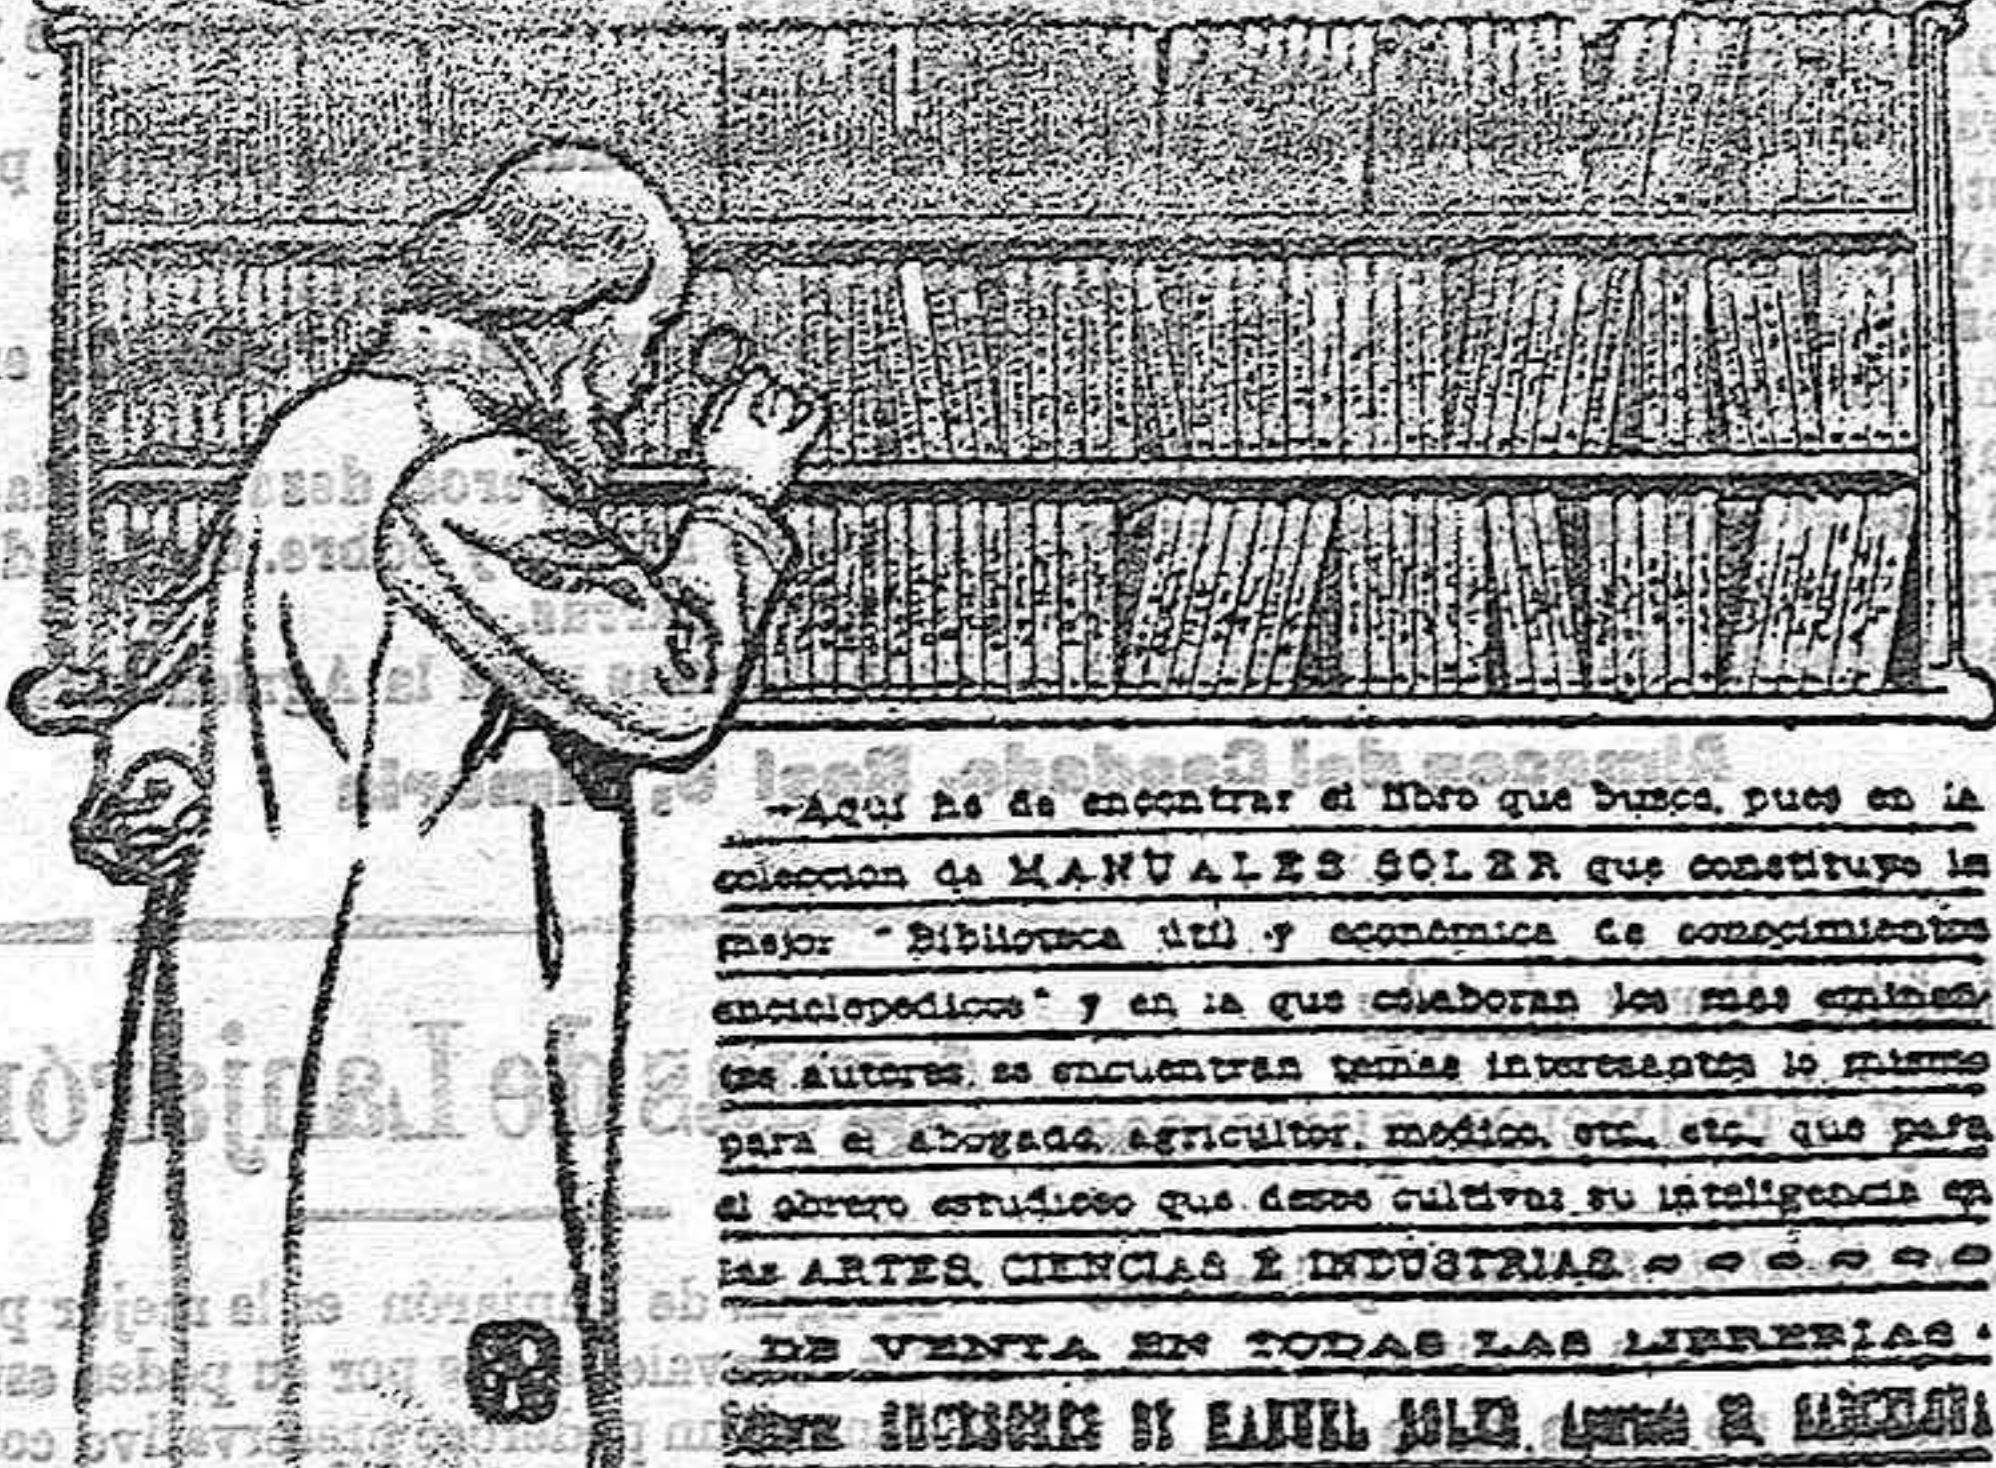 —Aquí he de encontrar el libro que busco, pues en la
colección de MANUALES SOLER que constituye la
mejor "Biblioteca útil y económica de conocimientos
enciclopédicos" y en la que colaboran los más eminen-
tes autores, se encuentran temas interesantes lo mismo
para el abogado, agricultor, médico, etc., etc., que para
el obrero estudioso que desee cultivar su inteligencia en
las ARTES, CIENCIAS É INDUSTRIAS
DE VENTA EN TODAS LAS LIBRERIAS
SUCESORES DE MANUEL SOLER. Apartado BARCELONA